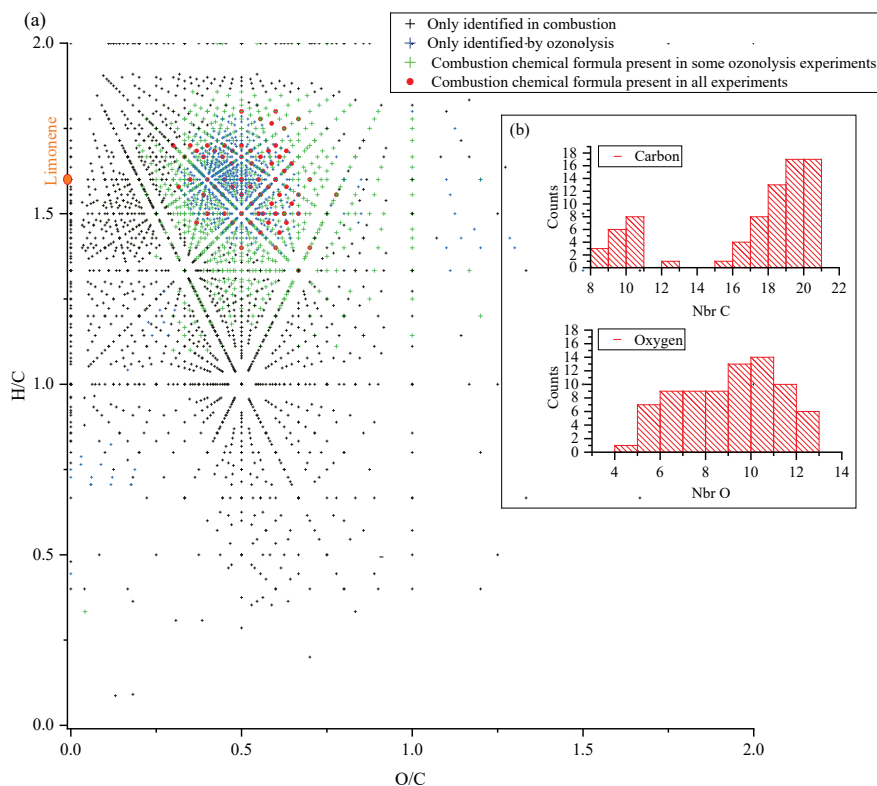 (a)
Only identified in combustion
Only identified by ozonolysis
Combustion chemical formula present in some ozonolysis experiments
Combustion chemical formula present in all experiments
2.0
1.5
1.0
0.5
0.0
H/C
Limonene
0.0 0.5 1.0 1.5 2.0
O/C
(b)
Carbon
18
16
14
12
10
8
6
4
2
0
Counts
8 10 12 14 16 18 20 22
Nbr C
Oxygen
18
16
14
12
10
8
6
4
2
0
Counts
4 6 8 10 12 14
Nbr O